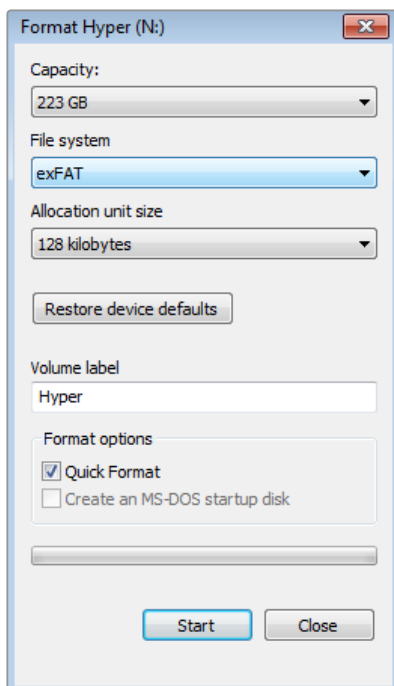 Format Hyper (N:)
Capacity:
223 GB
File system
exFAT
Allocation unit size
128 kilobytes
Restore device defaults
Volume label
Hyper
Format options
Quick Format
Create an MS-DOS startup disk
Start Close